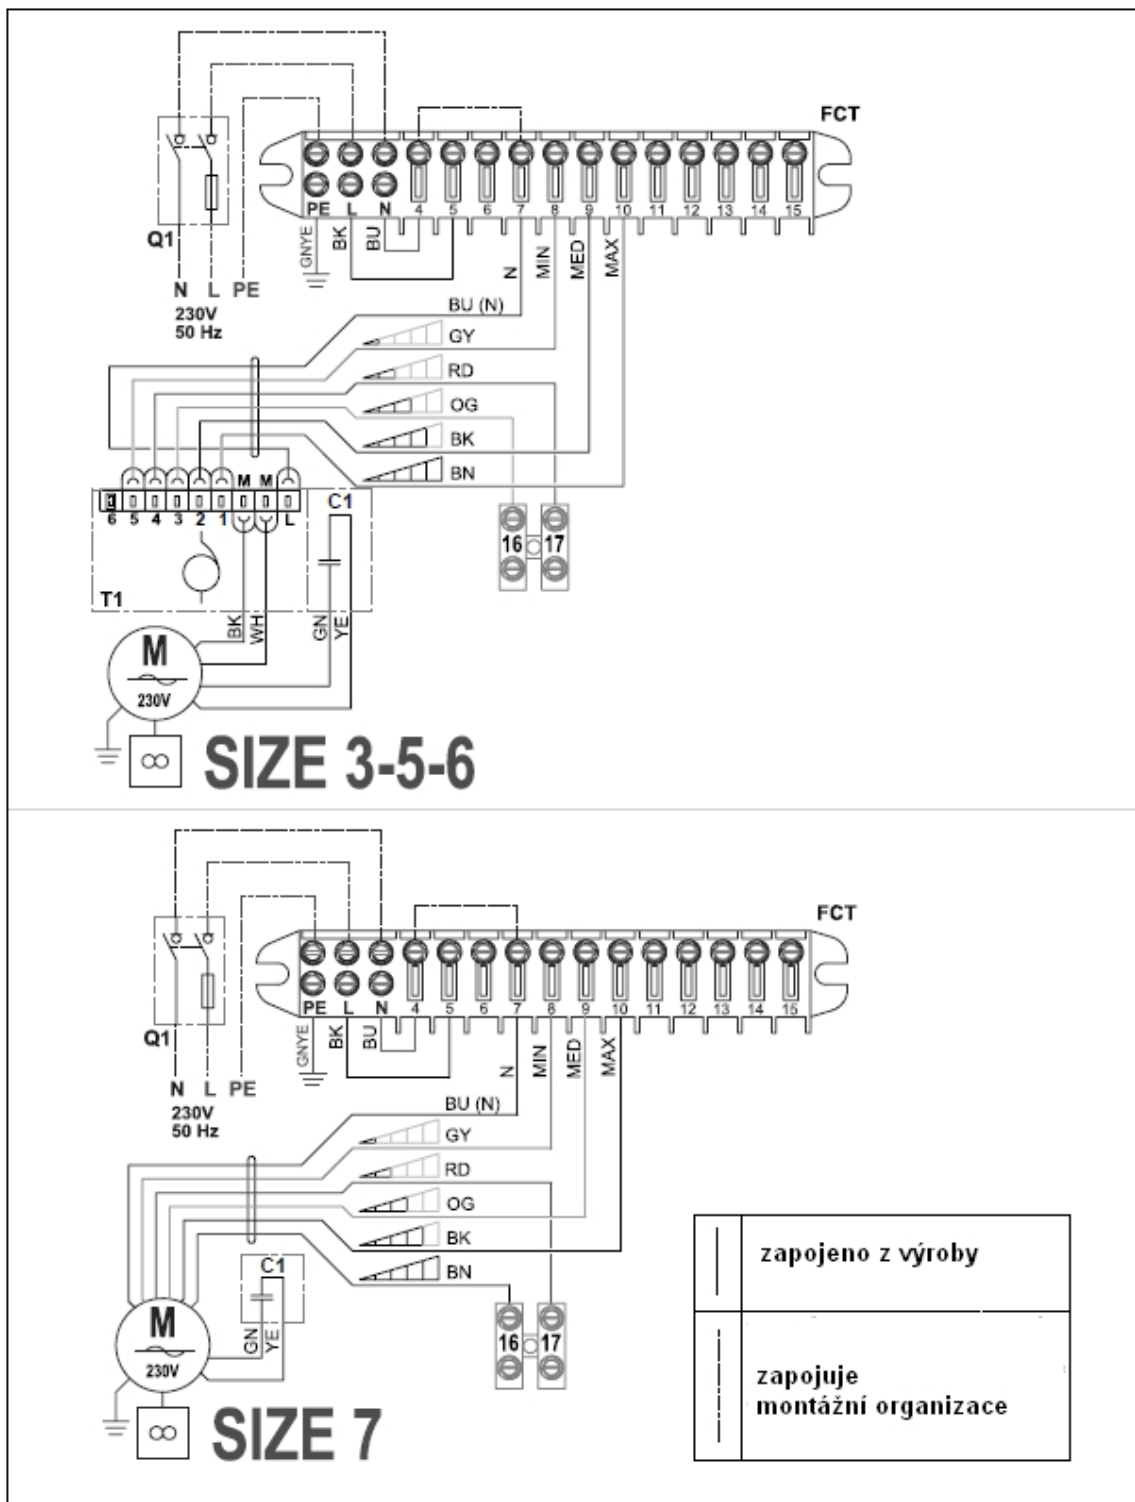 FCT
PE L N 4 5 6 7 8 9 10 11 12 13 14 15
Q1
GNYE BK BU N MIN MED MAX
N L PE
230V
50 Hz
BU (N)
GY
RD
OG
BK
BN
M M
6 5 4 3 2 1 L
C1
16 17
T1
BK WH GN YE
M
230V
SIZE 3-5-6
FCT
PE L N 4 5 6 7 8 9 10 11 12 13 14 15
Q1
GNYE BK BU N MIN MED MAX
N L PE
230V
50 Hz
BU (N)
GY
RD
OG
BK
BN
C1
GN YE
16 17
M
230V
SIZE 7
zapojeno z výroby
zapojuje
montážní organizace